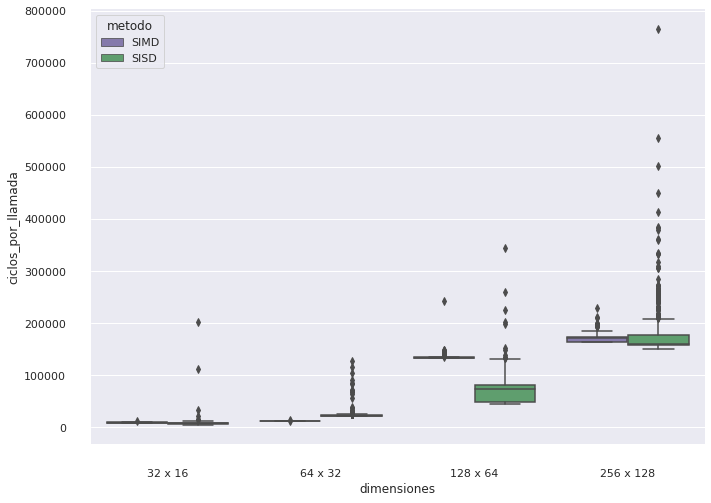 800000
700000
600000
500000
400000
300000
200000
100000
0
ciclos_por_llamada
metodo
SIMD
SISD
32 x 16
64 x 32
128 x 64
256 x 128
dimensiones